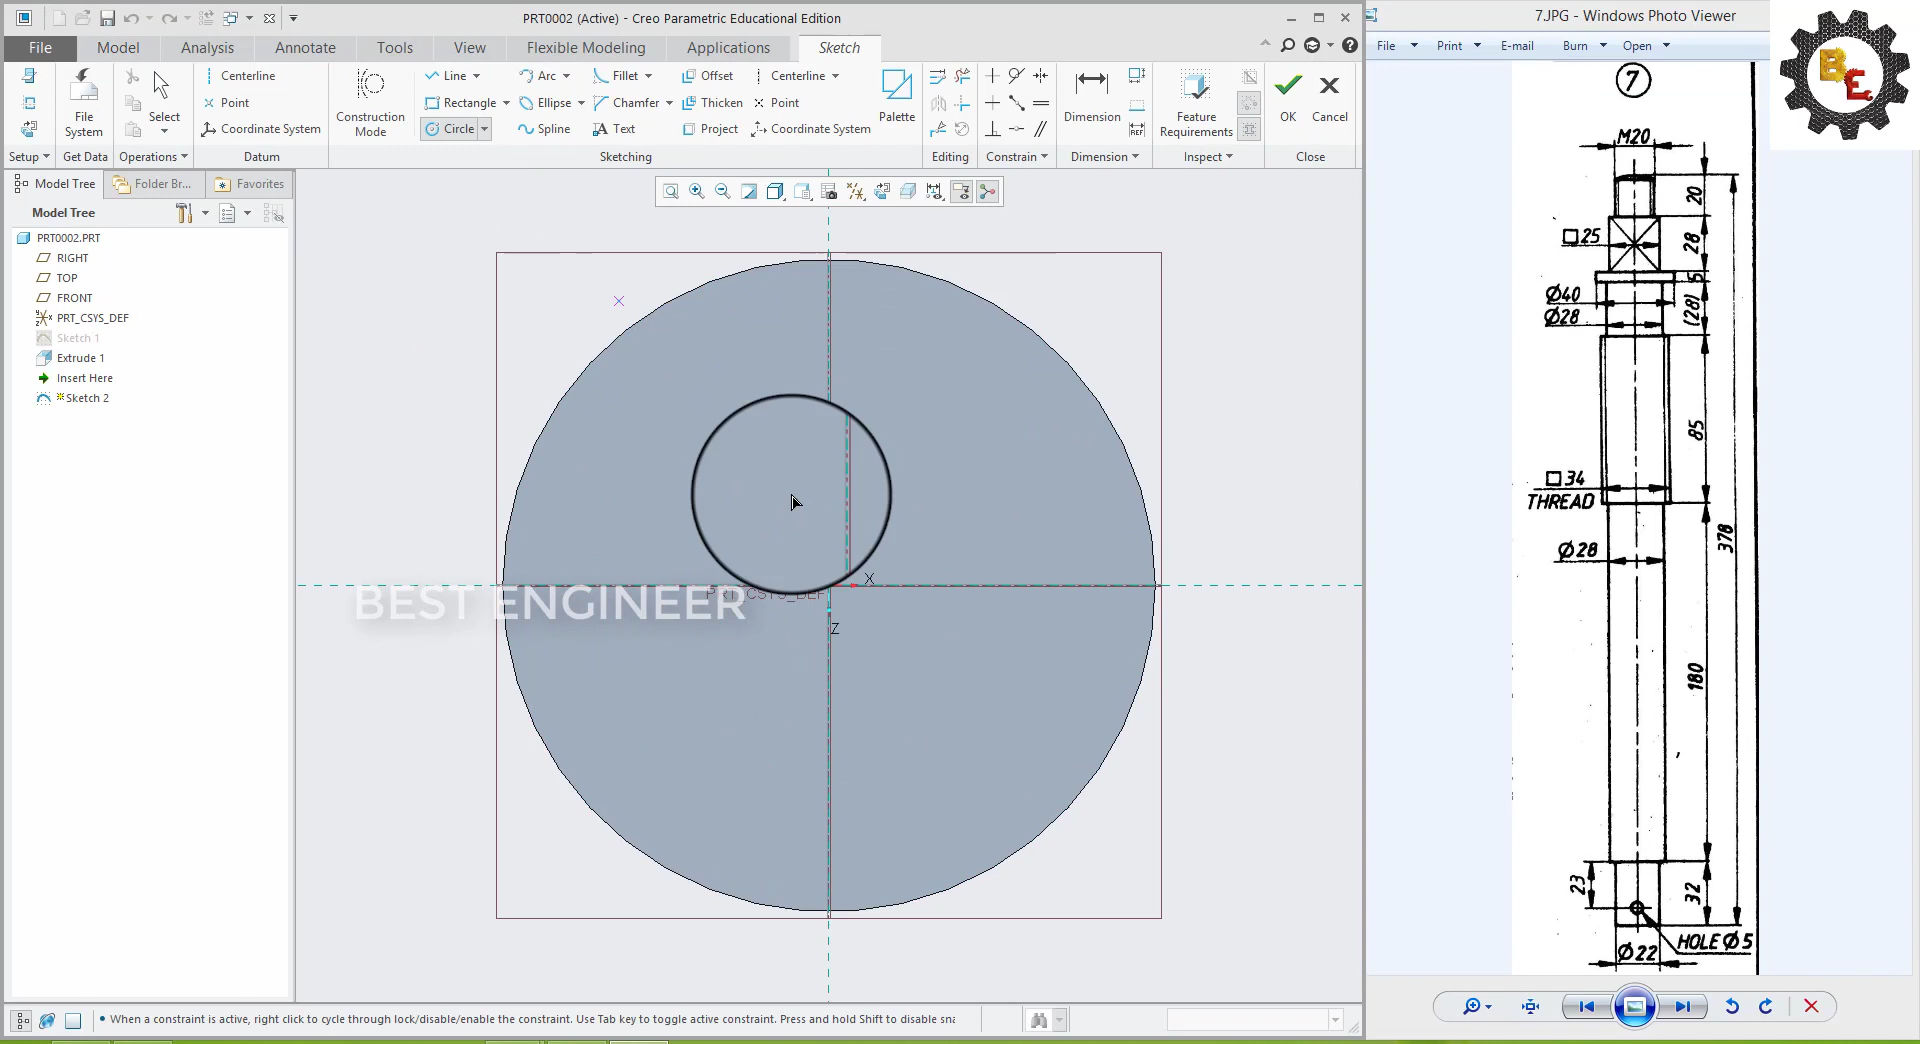 PRT0002 (Active) - Creo Parametric Educational Edition
File
Model
Analysis
Annotate
Tools
View
Flexible Modeling
Applications
Sketch
File System
Select
Centerline
Point
Coordinate System
Construction Mode
Line
Arc
Fillet
Offset
Centerline
Rectangle
Ellipse
Chamfer
Thicken
Point
Circle
Spline
Text
Project
Coordinate System
Palette
Dimension
REF
Feature Requirements
OK
Cancel
Setup
Get Data
Operations
Datum
Sketching
Editing
Constrain
Dimension
Inspect
Close
Model Tree
Folder Br...
Favorites
Model Tree
PRT0002.PRT
RIGHT
TOP
FRONT
PRT_CSYS_DEF
Sketch 1
Extrude 1
Insert Here
Sketch 2
X
Z
BEST ENGINEER
When a constraint is active, right click to cycle through lock/disable/enable the constraint. Use Tab key to toggle active constraint. Press and hold Shift to disable sna
7.JPG - Windows Photo Viewer
File
Print
E-mail
Burn
Open
BE
7
M20
20
□25
28
5
Ø40
Ø28
(28)
85
□34
THREAD
378
Ø28
180
23
32
HOLE Ø5
Ø22